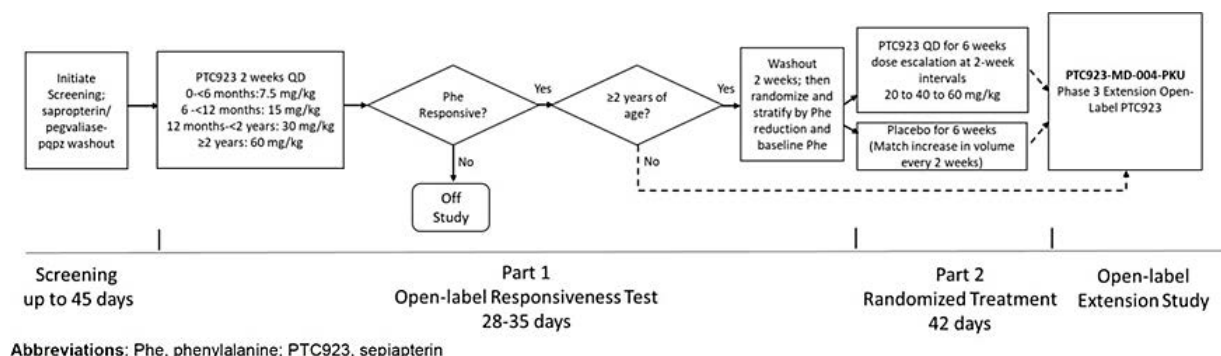 Initiate
Screening;
sapropterin/
pegvaliase-
pqpz washout
PTC923 2 weeks QD
0-<6 months:7.5 mg/kg
6 -<12 months: 15 mg/kg
12 months-<2 years: 30 mg/kg
≥2 years: 60 mg/kg
Phe
Responsive?
Yes
No
Off
Study
≥2 years of
age?
Yes
No
Washout
2 weeks; then
randomize and
stratify by Phe
reduction and
baseline Phe
PTC923 QD for 6 weeks
dose escalation at 2-week
intervals
20 to 40 to 60 mg/kg
Placebo for 6 weeks
(Match increase in volume
every 2 weeks)
PTC923-MD-004-PKU
Phase 3 Extension Open-
Label PTC923
Screening
up to 45 days
Part 1
Open-label Responsiveness Test
28-35 days
Part 2
Randomized Treatment
42 days
Open-label
Extension Study
Abbreviations: Phe, phenylalanine; PTC923, sepiapterin